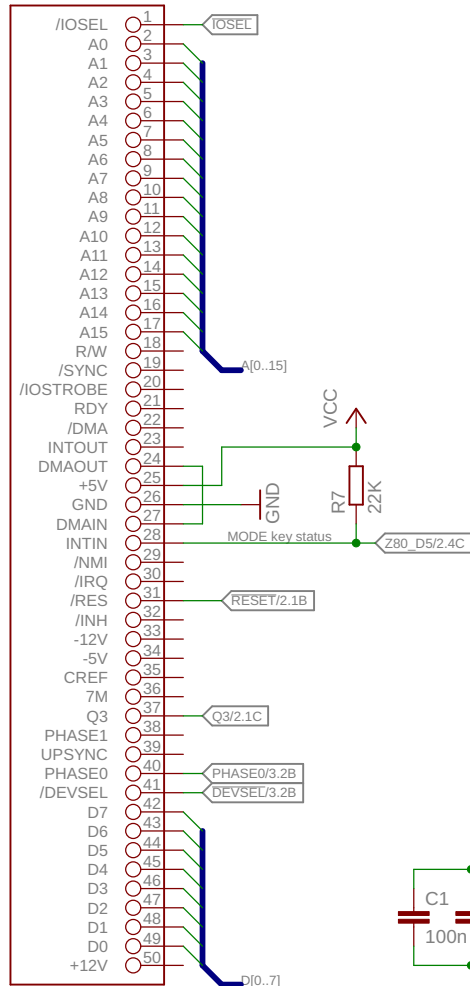 /IOSEL 1 IOSEL
A0 2
A1 3
A2 4
A3 5
A4 6
A5 7
A6 8
A7 9
A8 10
A9 11
A10 12
A11 13
A12 14
A13 15
A14 16
A15 17
R/W 18
/SYNC 19 A[0..15]
/IOSTROBE 20
RDY 21
/DMA 22 VCC
INTOUT 23
DMAOUT 24
+5V 25 R7 22K
GND 26 GND
DMAIN 27
INTIN 28 MODE key status Z80_D5/2.4C
/NMI 29
/IRQ 30
/RES 31 RESET/2.1B
/INH 32
-12V 33
-5V 34
CREF 35
7M 36
Q3 37 Q3/2.1C
PHASE1 38
UPSYNC 39
PHASE0 40 PHASE0/3.2B
/DEVSEL 41 DEVSEL/3.2B
D7 42
D6 43
D5 44
D4 45
D3 46
D2 47 C1
D1 48
D0 49 100n
+12V 50
D[0..7]